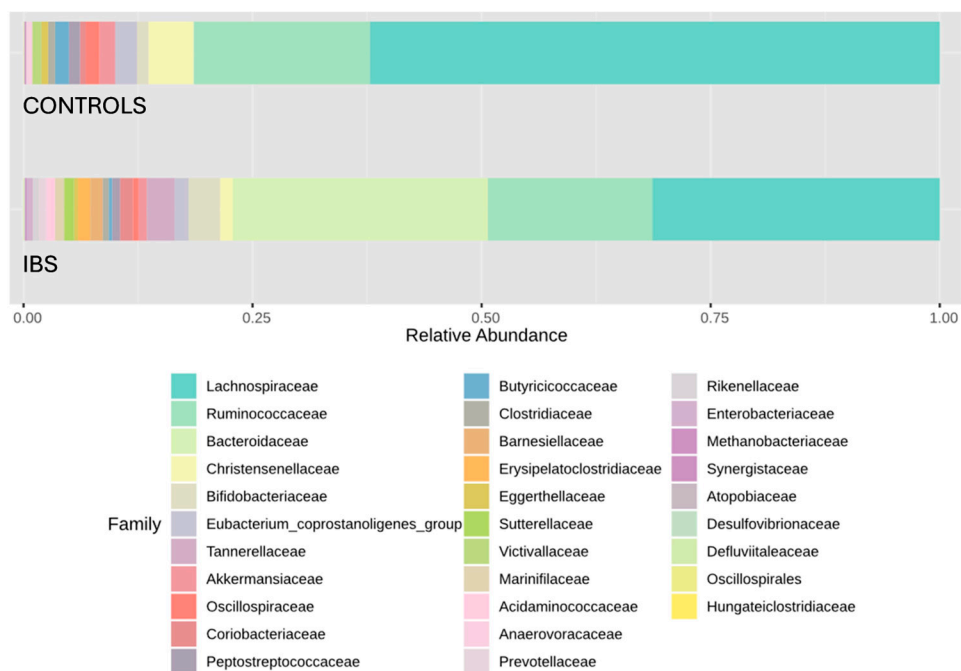 CONTROLS
IBS
0.00 0.25 0.50 0.75 1.00
Relative Abundance
Family
Lachnospiraceae
Ruminococcaceae
Bacteroidaceae
Christensenellaceae
Bifidobacteriaceae
Eubacterium_coprostanoligenes_group
Tannerellaceae
Akkermansiaceae
Oscillospiraceae
Coriobacteriaceae
Peptostreptococcaceae
Butyricicoccaceae
Clostridiaceae
Barnesiellaceae
Erysipelatoclostridiaceae
Eggerthellaceae
Sutterellaceae
Victivallaceae
Marinifilaceae
Acidaminococcaceae
Anaerovoracaceae
Prevotellaceae
Rikenellaceae
Enterobacteriaceae
Methanobacteriaceae
Synergistaceae
Atopobiaceae
Desulfovibrionaceae
Defluviitaleaceae
Oscillospirales
Hungateiclostridiaceae